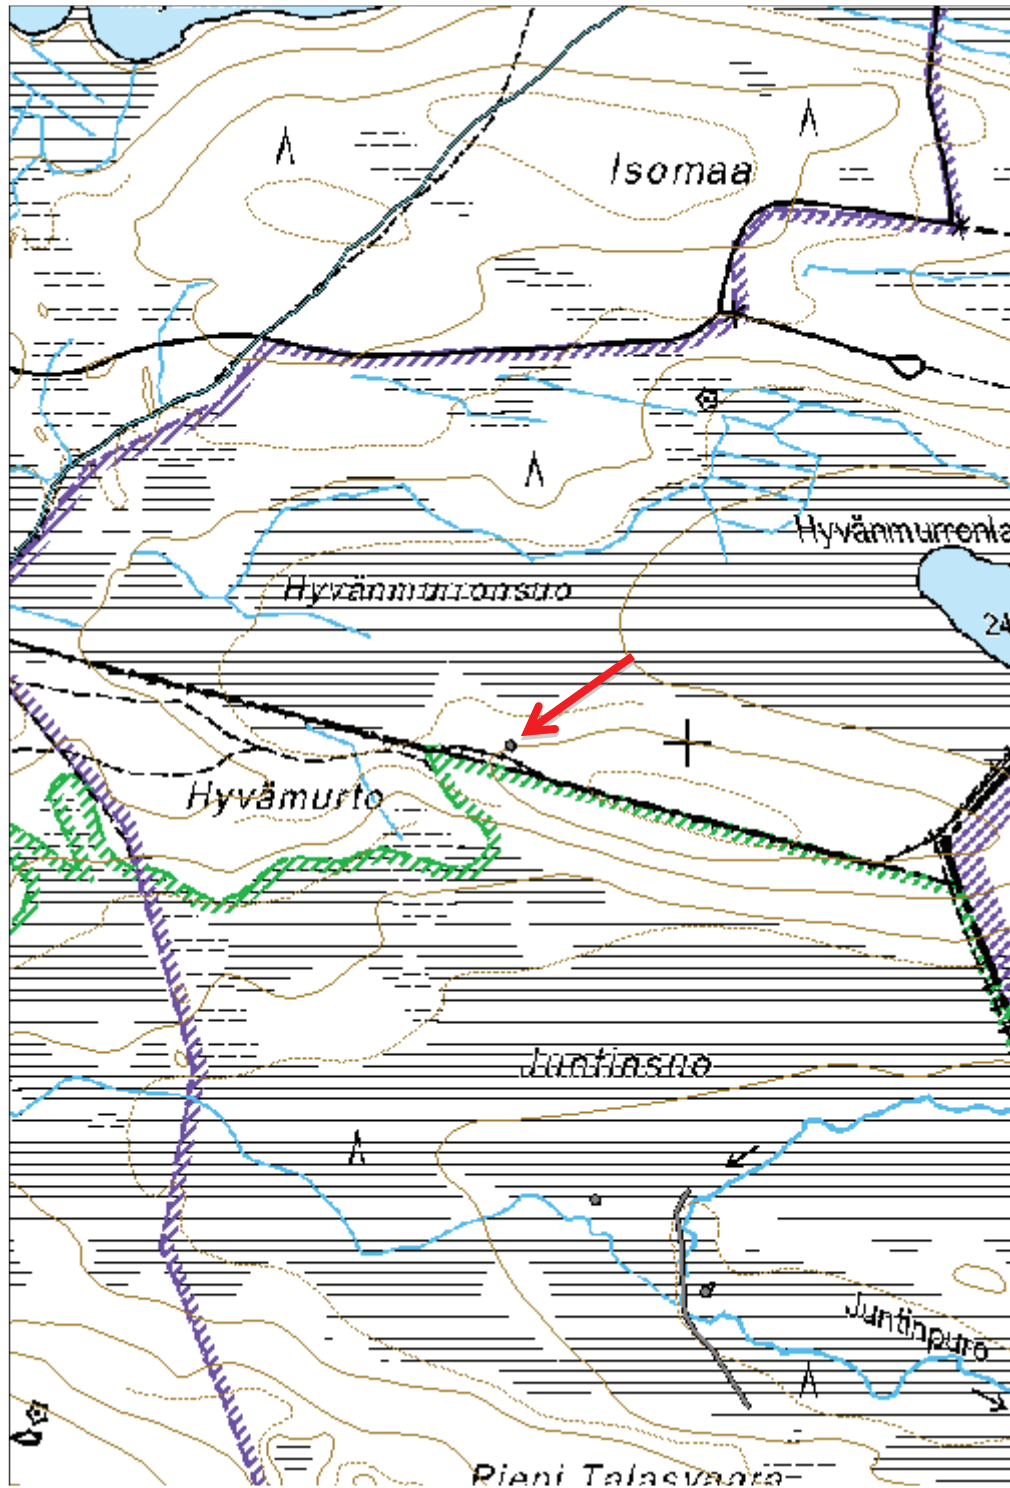 Isomaa
Hyvänmurronla
Hyvänmurronsuo
24
Hyvämurto
Juntinsuo
Juntinpuro
Pieni Talasvaara